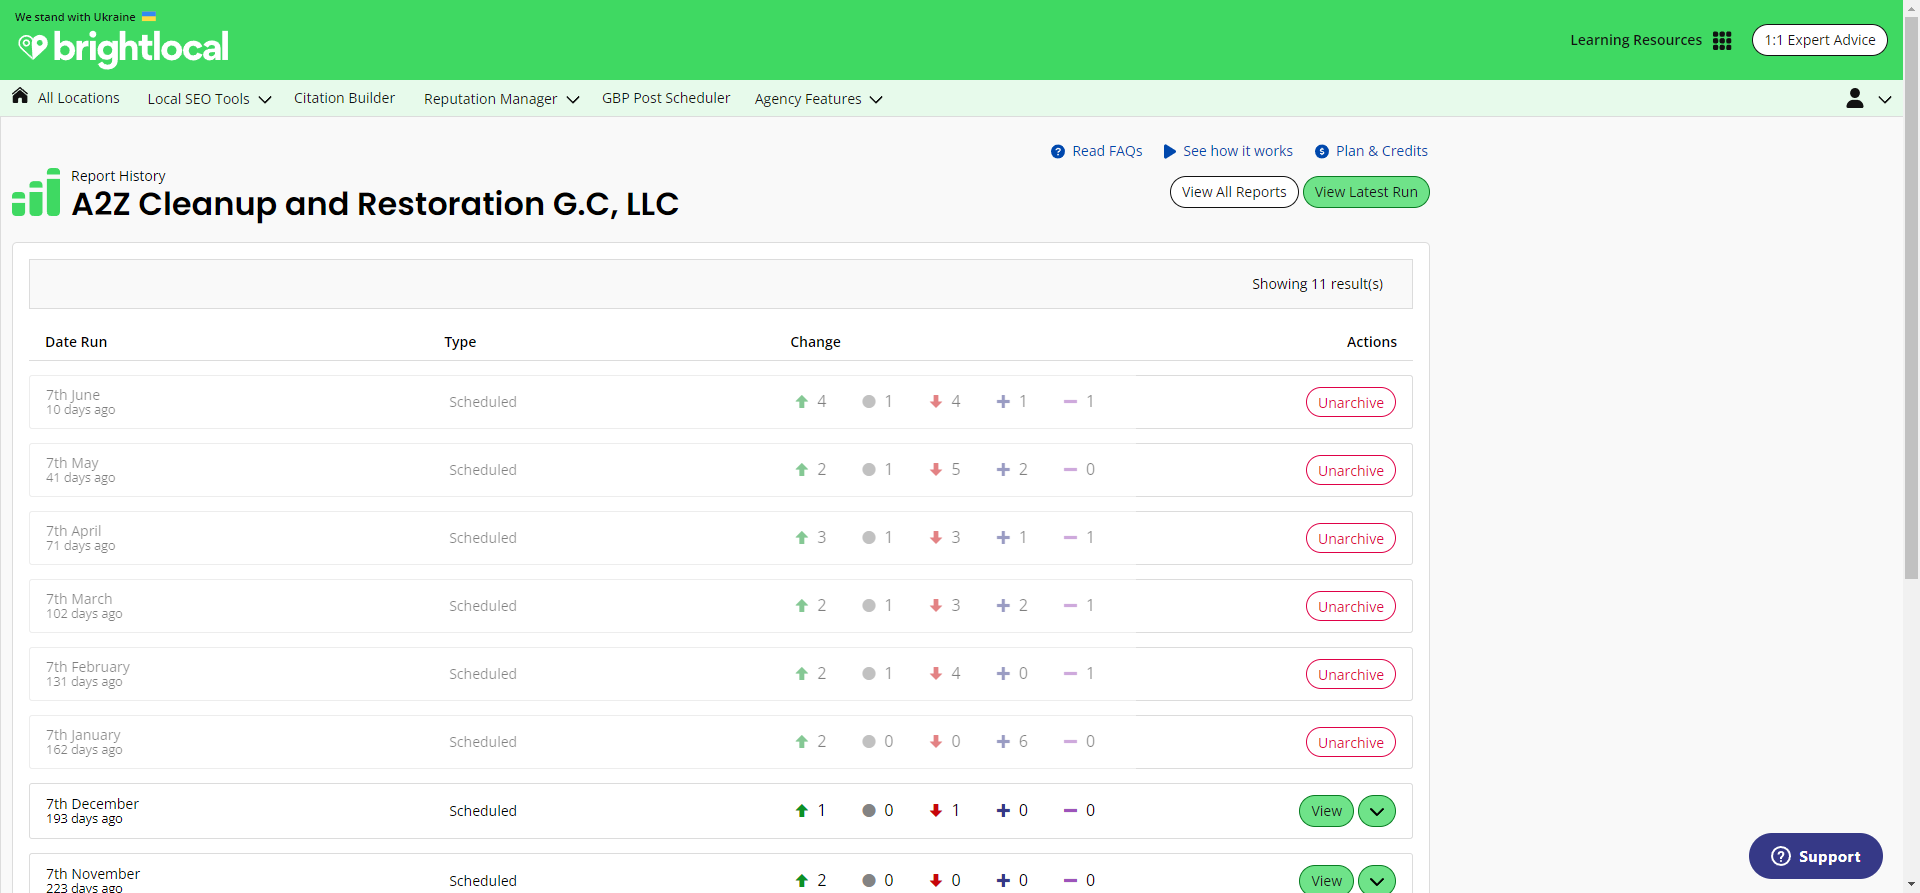 We stand with Ukraine
brightlocal
Learning Resources
1:1 Expert Advice
All Locations Local SEO Tools Citation Builder Reputation Manager GBP Post Scheduler Agency Features
Read FAQs See how it works Plan & Credits
Report History
A2Z Cleanup and Restoration G.C, LLC
View All Reports View Latest Run
Showing 11 result(s)
Date Run Type Change Actions
7th June
10 days ago
Scheduled 4 1 4 1 1 Unarchive
7th May
41 days ago
Scheduled 2 1 5 2 0 Unarchive
7th April
71 days ago
Scheduled 3 1 3 1 1 Unarchive
7th March
102 days ago
Scheduled 2 1 3 2 1 Unarchive
7th February
131 days ago
Scheduled 2 1 4 0 1 Unarchive
7th January
162 days ago
Scheduled 2 0 0 6 0 Unarchive
7th December
193 days ago
Scheduled 1 0 1 0 0 View
7th November
223 days ago
Scheduled 2 0 0 0 0 View
Support